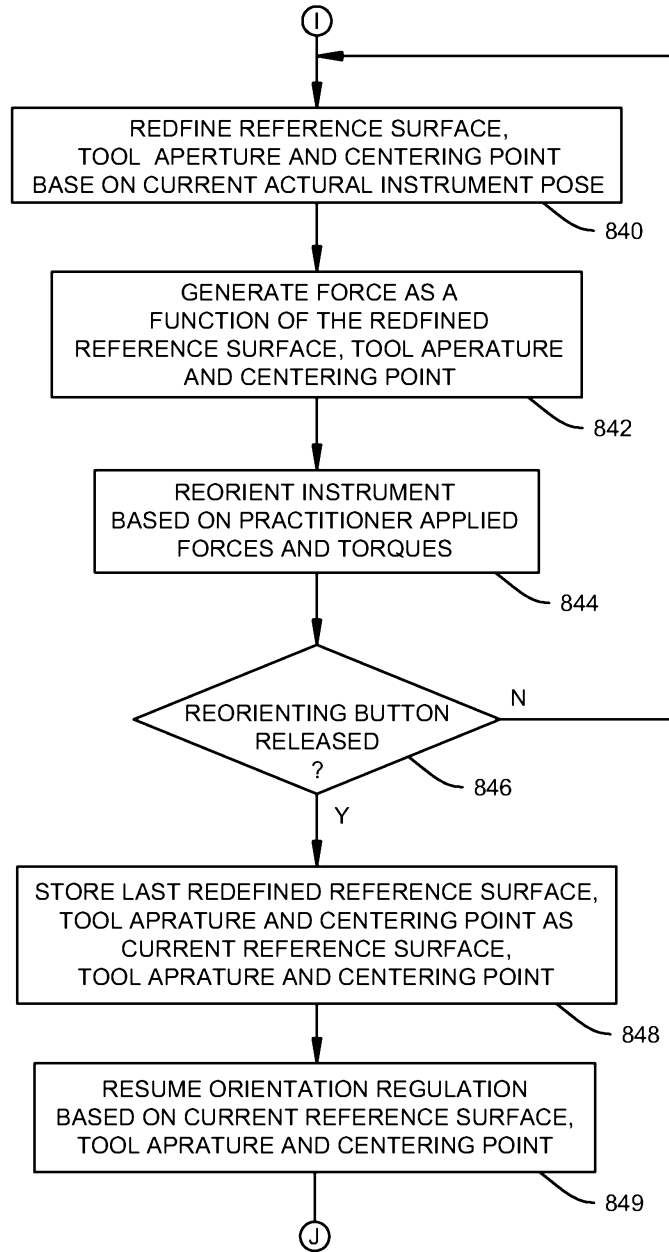 I
REDFINE REFERENCE SURFACE,
TOOL APERTURE AND CENTERING POINT
BASE ON CURRENT ACTURAL INSTRUMENT POSE
840
GENERATE FORCE AS A
FUNCTION OF THE REDFINED
REFERENCE SURFACE, TOOL APERATURE
AND CENTERING POINT
842
REORIENT INSTRUMENT
BASED ON PRACTITIONER APPLIED
FORCES AND TORQUES
844
N
REORIENTING BUTTON
RELEASED
?
846
Y
STORE LAST REDEFINED REFERENCE SURFACE,
TOOL APRATURE AND CENTERING POINT AS
CURRENT REFERENCE SURFACE,
TOOL APRATURE AND CENTERING POINT
848
RESUME ORIENTATION REGULATION
BASED ON CURRENT REFERENCE SURFACE,
TOOL APRATURE AND CENTERING POINT
849
J